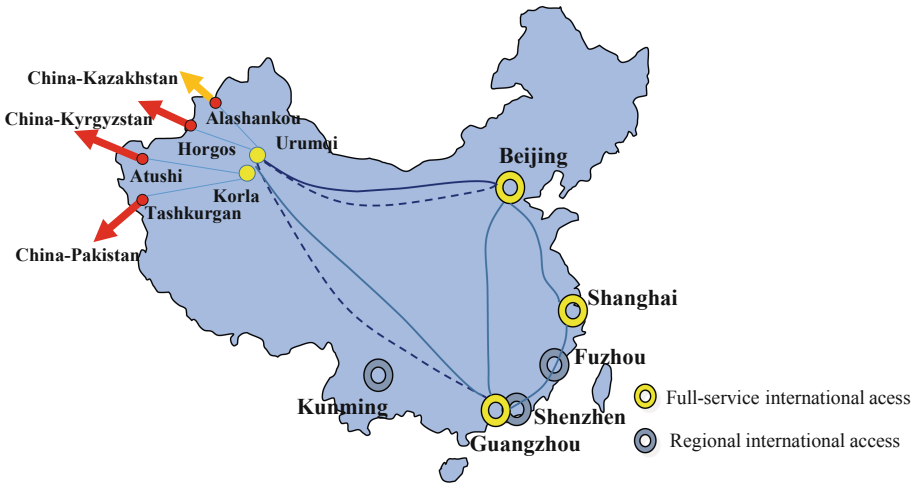 China-Kazakhstan
China-Kyrgyzstan
Alashankou
Horgos
Urumqi
Atushi
Korla
Tashkurgan
China-Pakistan
Beijing
Shanghai
Fuzhou
Kunming
Shenzhen
Guangzhou
Full-service international acess
Regional international access